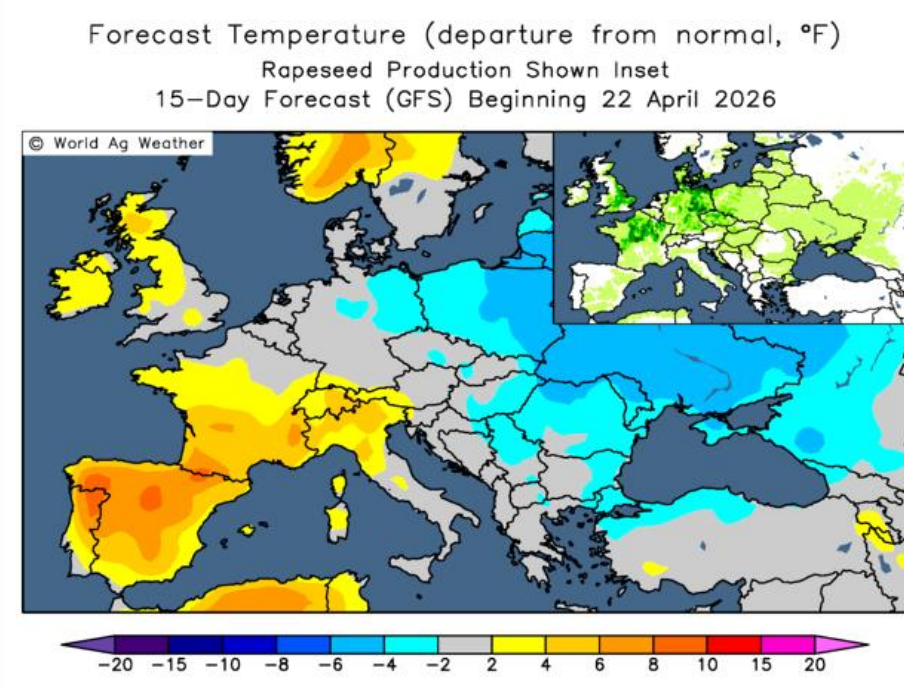 Forecast Temperature (departure from normal, °F)
Rapeseed Production Shown Inset
15-Day Forecast (GFS) Beginning 22 April 2026
© World Ag Weather
-20 -15 -10 -8 -6 -4 -2 2 4 6 8 10 15 20